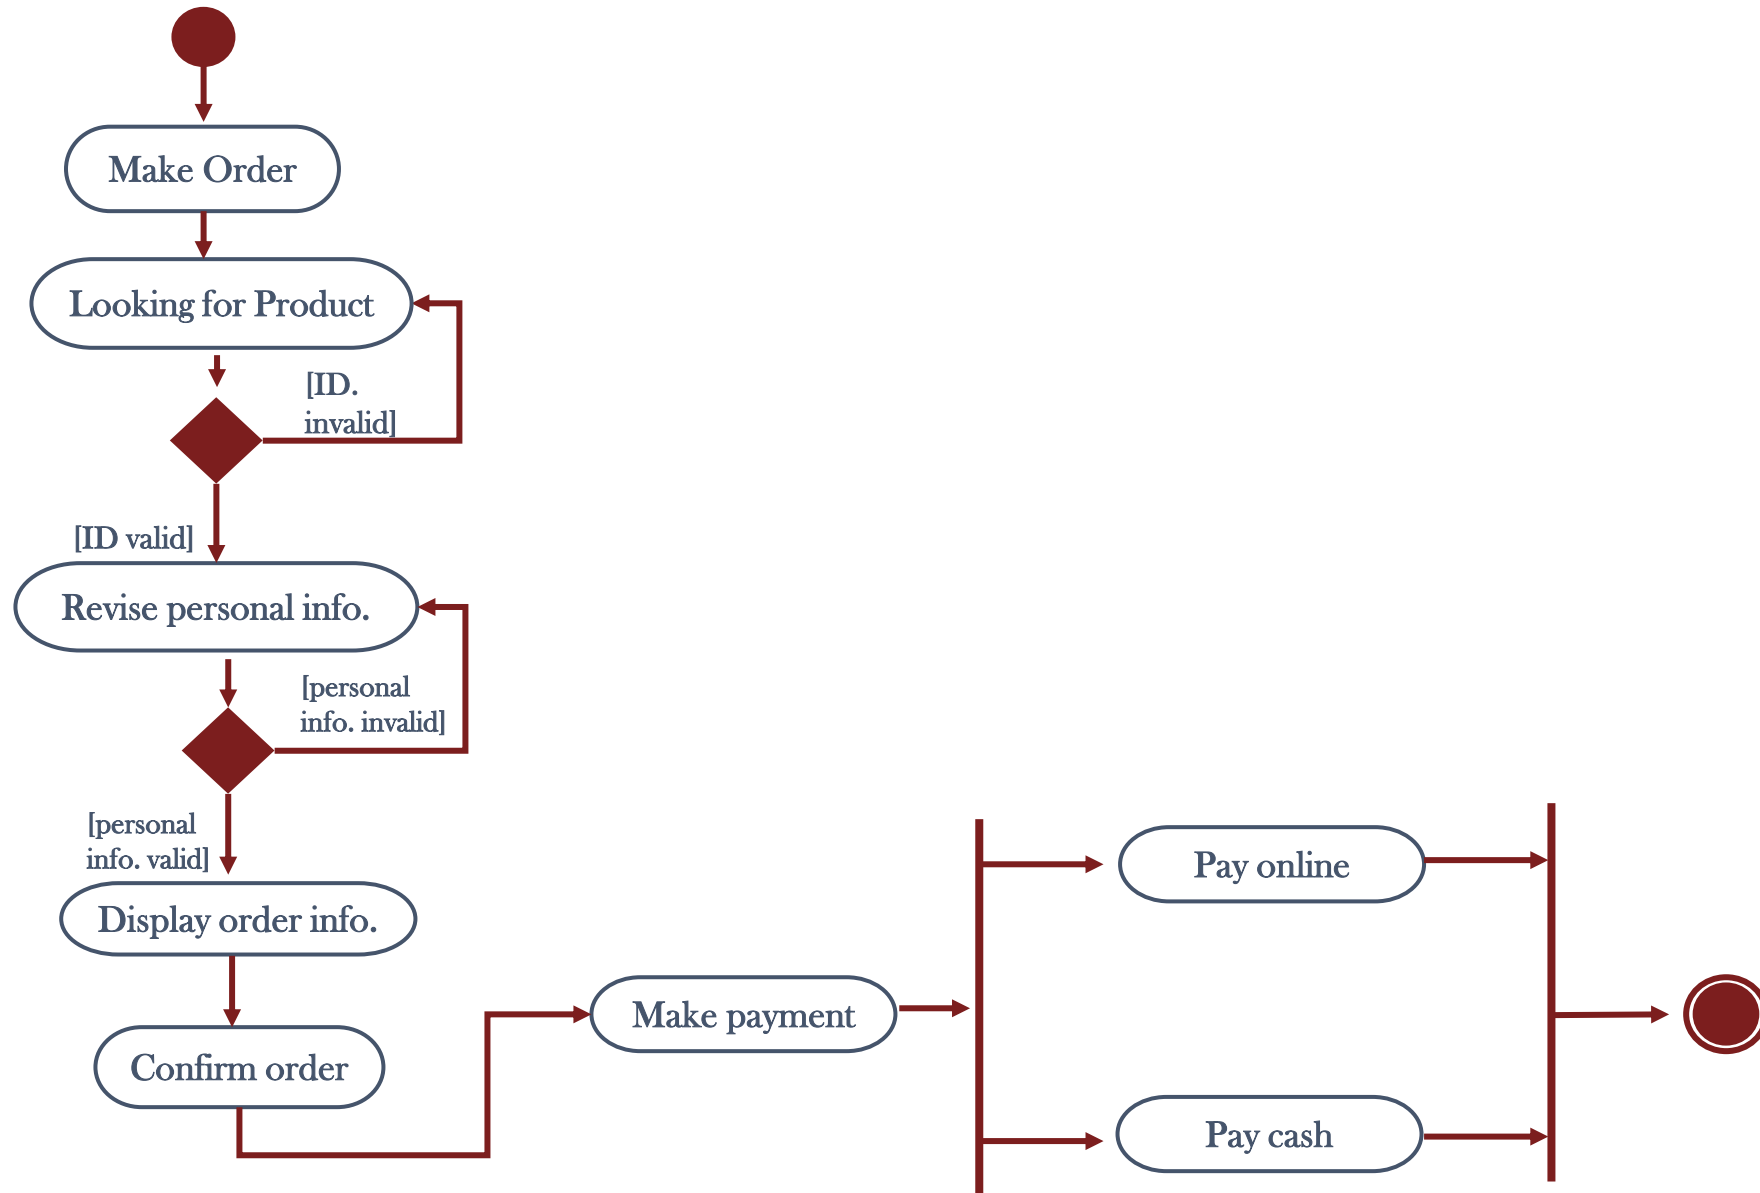 Make Order
Looking for Product
[ID.
invalid]
[ID valid]
Revise personal info.
[personal
info. invalid]
[personal
info. valid]
Display order info.
Confirm order
Make payment
Pay online
Pay cash